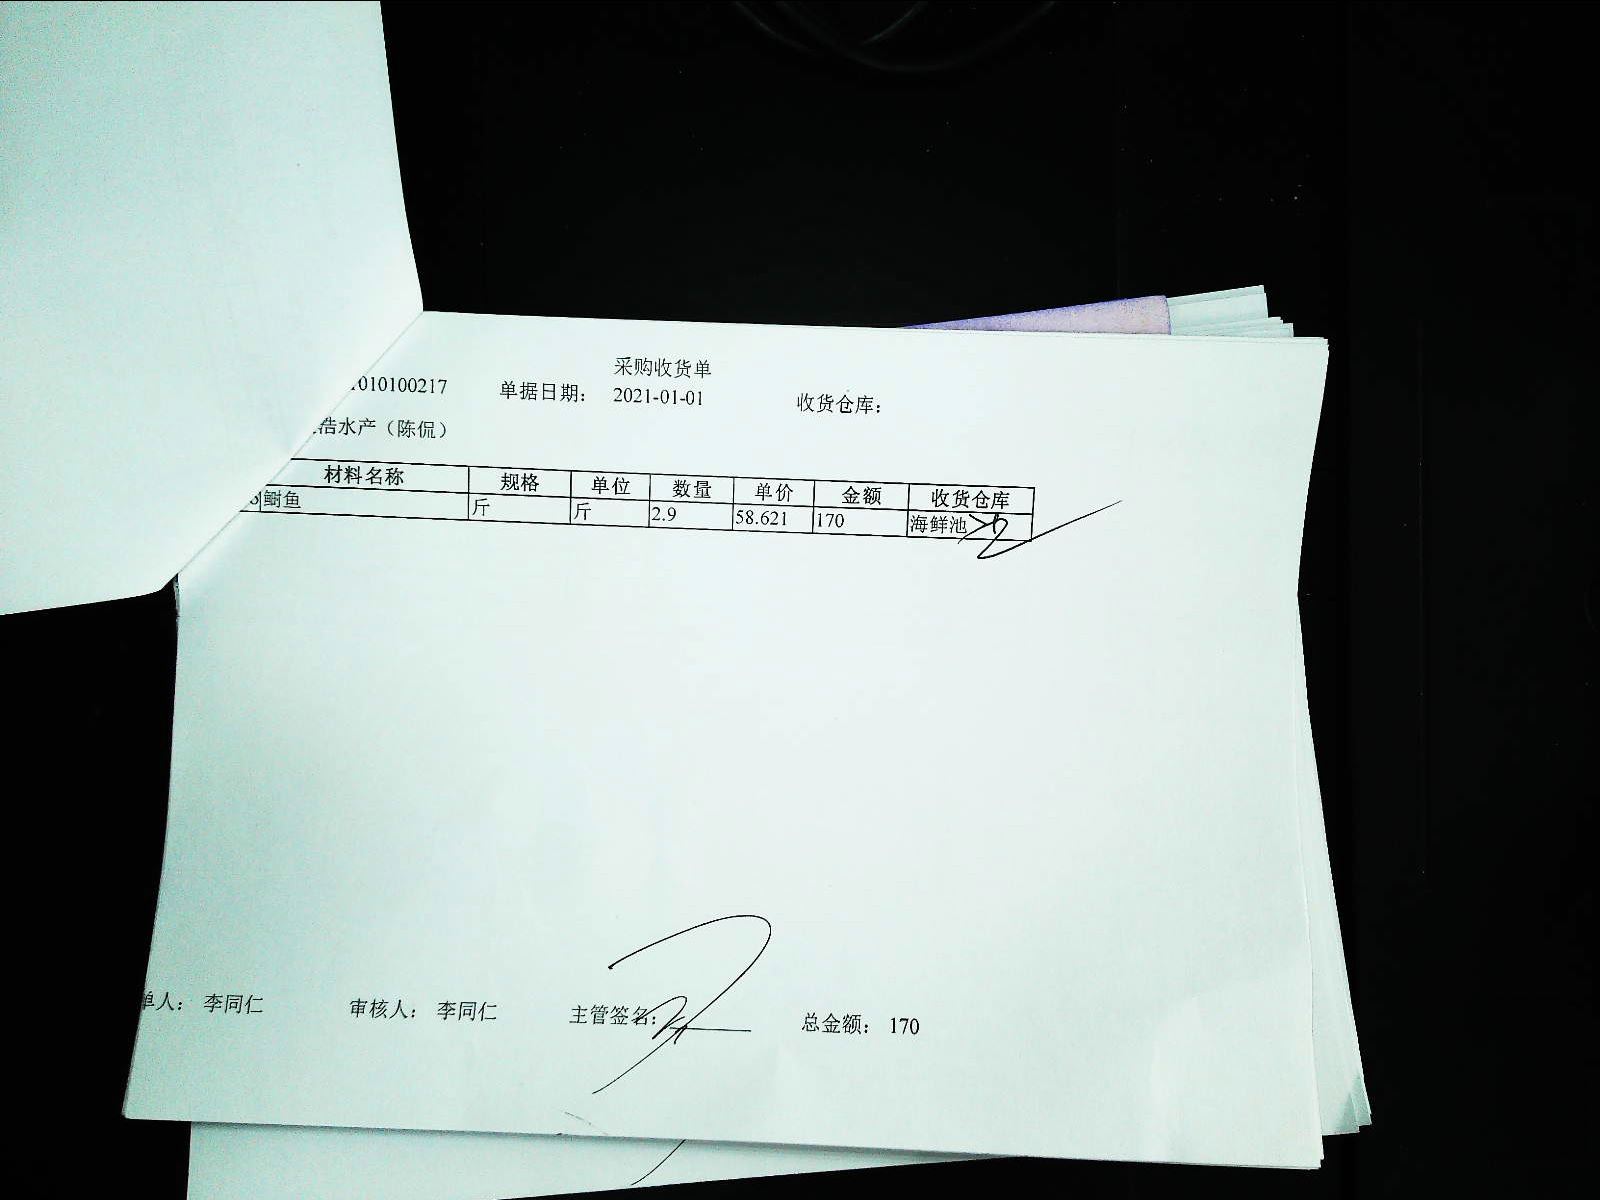 采购收货单
1010100217 单据日期： 2021-01-01 收货仓库：
浩水产（陈侃）
材料名称 规格 单位 数量 单价 金额 收货仓库
鲥鱼 斤 斤 2.9 58.621 170 海鲜池
单人： 李同仁 审核人： 李同仁 主管签名： 总金额： 170